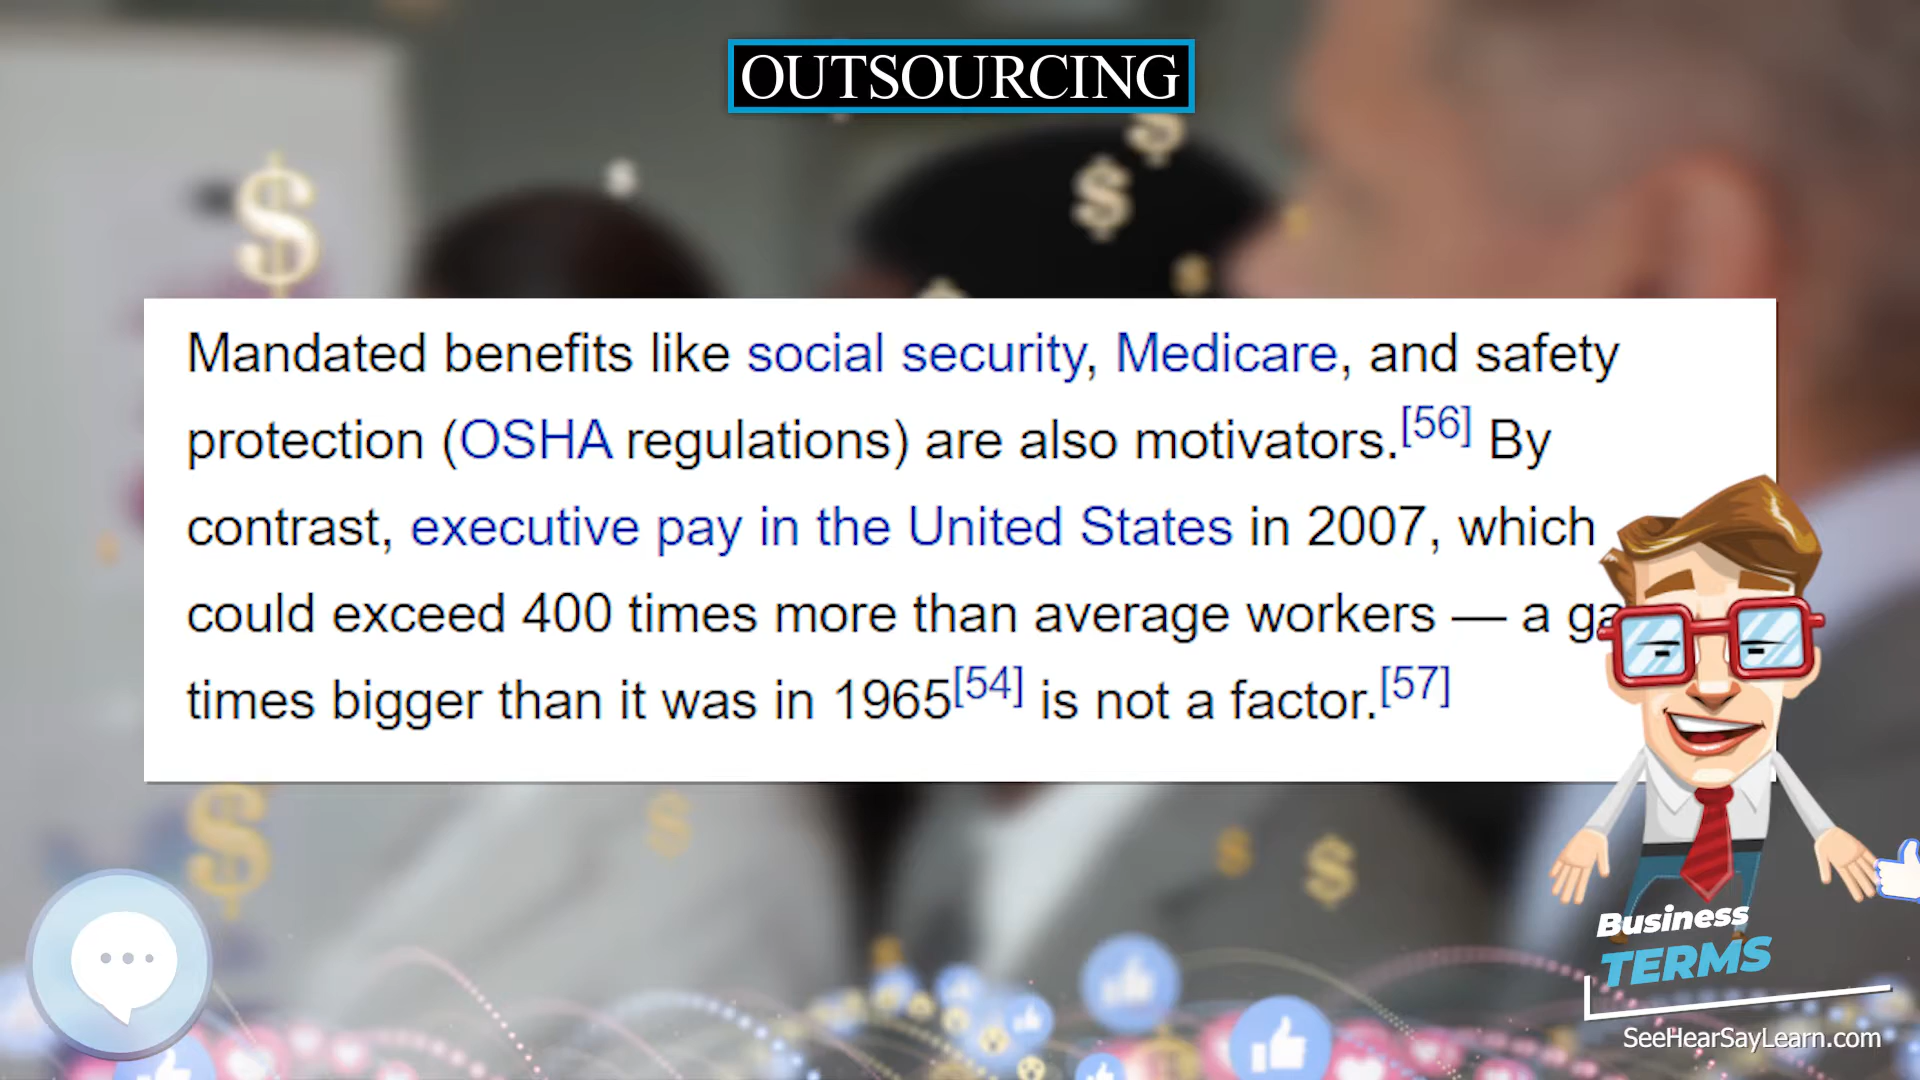 OUTSOURCING
Mandated benefits like social security, Medicare, and safety
protection (OSHA regulations) are also motivators.[56] By
contrast, executive pay in the United States in 2007, which
could exceed 400 times more than average workers — a
times bigger than it was in 1965[54] is not a factor.[57]
Business
TERMS
SeeHearSayLearn.com